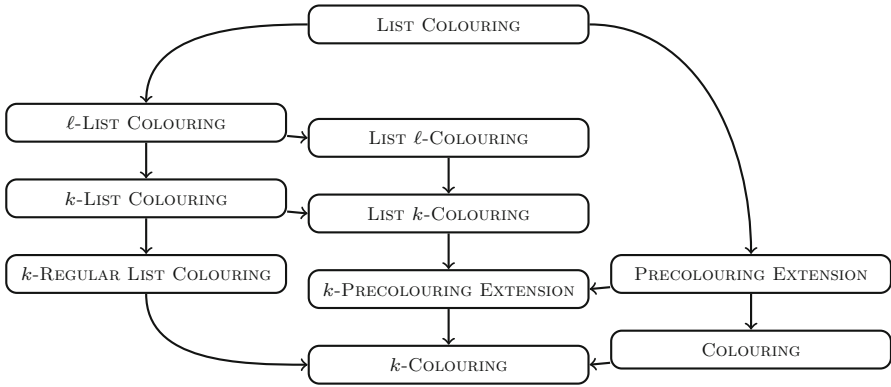 LIST COLOURING
ℓ-LIST COLOURING
LIST ℓ-COLOURING
k-LIST COLOURING
LIST k-COLOURING
k-REGULAR LIST COLOURING
k-PRECOLOURING EXTENSION
PRECOLOURING EXTENSION
k-COLOURING
COLOURING